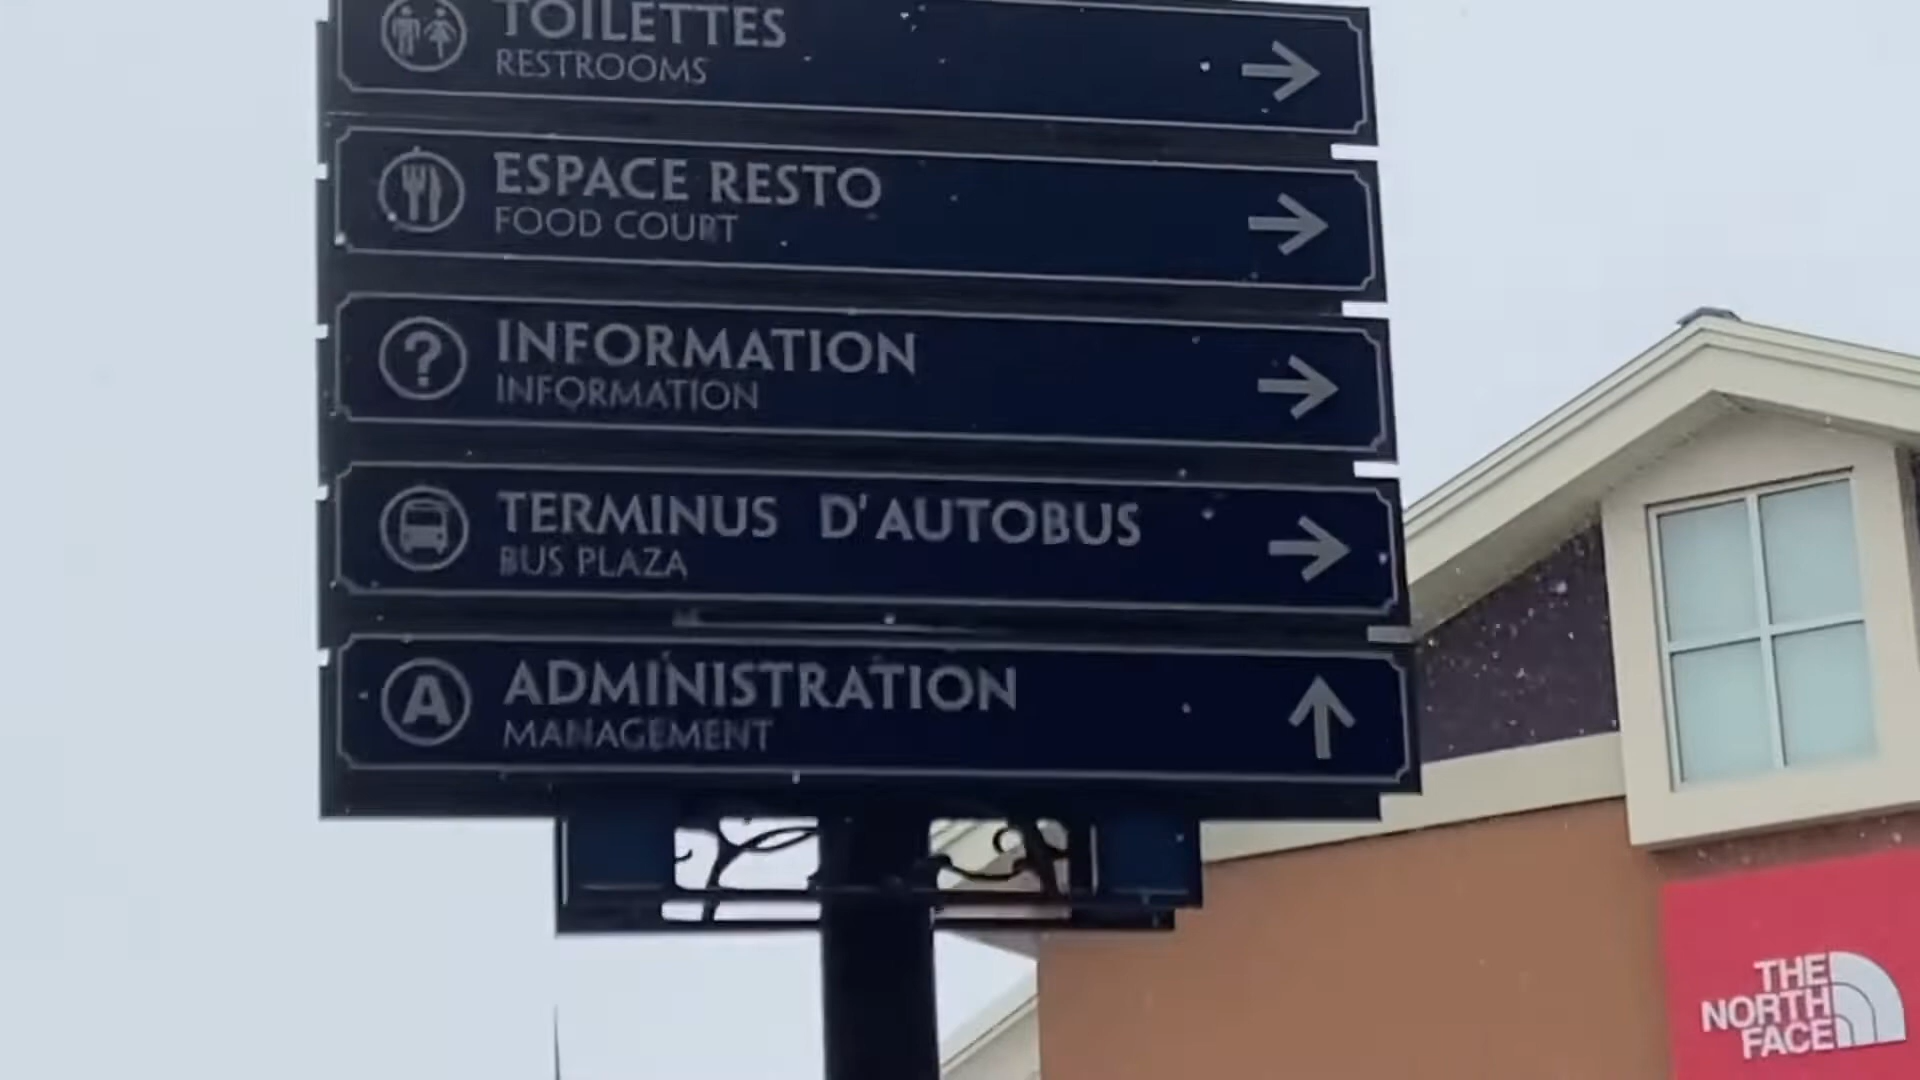 TOILETTES
RESTROOMS
ESPACE RESTO
FOOD COURT
?
INFORMATION
INFORMATION
TERMINUS D'AUTOBUS
BUS PLAZA
A
ADMINISTRATION
MANAGEMENT
THE
NORTH
FACE